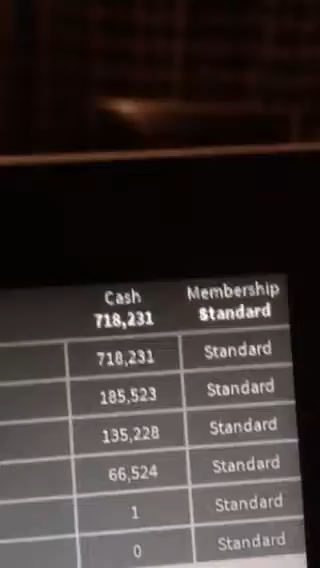 Cash Membership
718,231 Standard
718,231 Standard
185,523 Standard
135,228 Standard
66,524 Standard
1 Standard
0 Standard